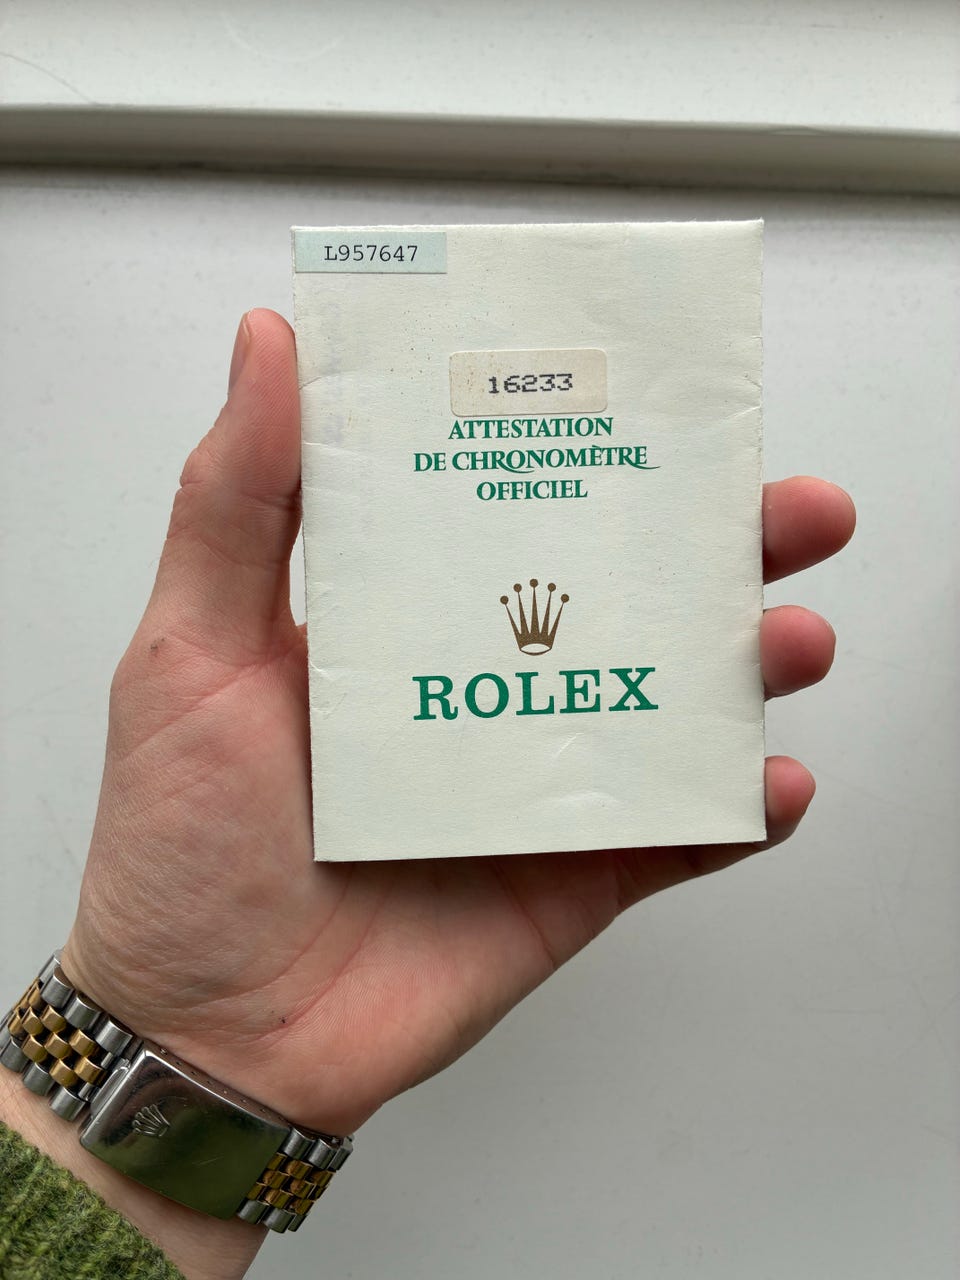 L957647
16233
ATTESTATION
DE CHRONOMÈTRE
OFFICIEL
ROLEX